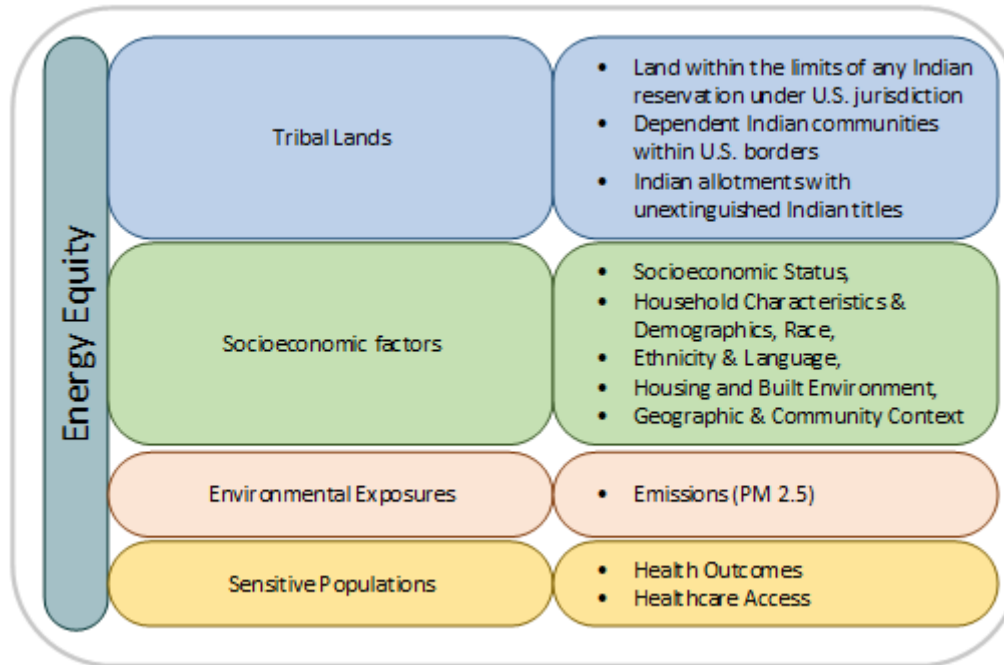 Energy Equity
Tribal Lands
• Land within the limits of any Indian
reservation under U.S. jurisdiction
• Dependent Indian communities
within U.S. borders
• Indian allotments with
unextinguished Indian titles
Socioeconomic factors
• Socioeconomic Status,
• Household Characteristics &
Demographics, Race,
• Ethnicity & Language,
• Housing and Built Environment,
• Geographic & Community Context
Environmental Exposures
• Emissions (PM 2.5)
Sensitive Populations
• Health Outcomes
• Healthcare Access